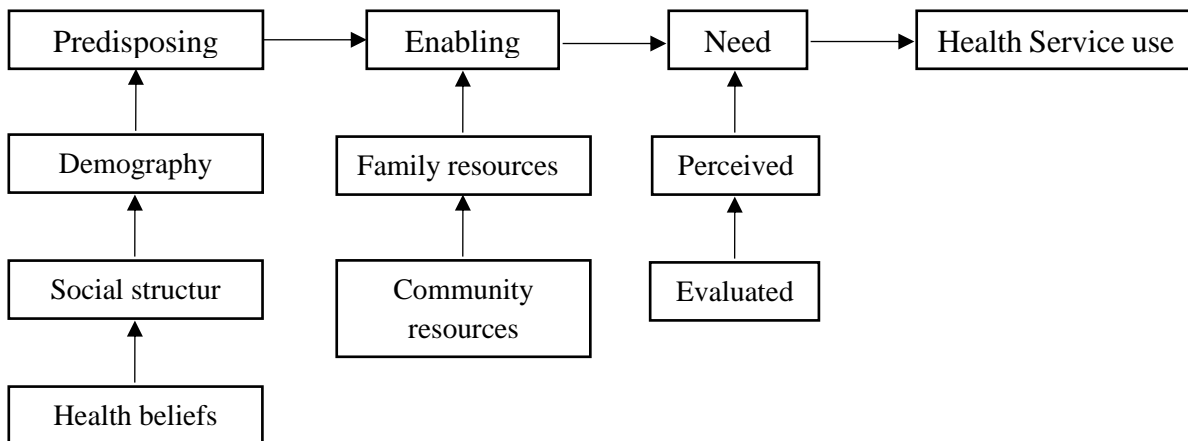 Predisposing
Enabling
Need
Health Service use
Demography
Family resources
Perceived
Social structur
Community
resources
Evaluated
Health beliefs